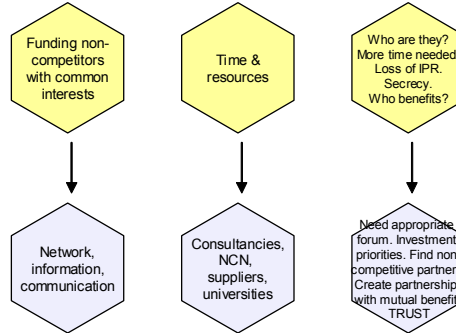 Funding non-
competitors
with common
interests
Time &
resources
Who are they?
More time needed
Loss of IPR.
Secrecy.
Who benefits?
Network,
information,
communication
Consultancies,
NCN,
suppliers,
universities
Need appropriate
forum. Investment
priorities. Find non
competitive partner
Create partnership
with mutual benefit
TRUST